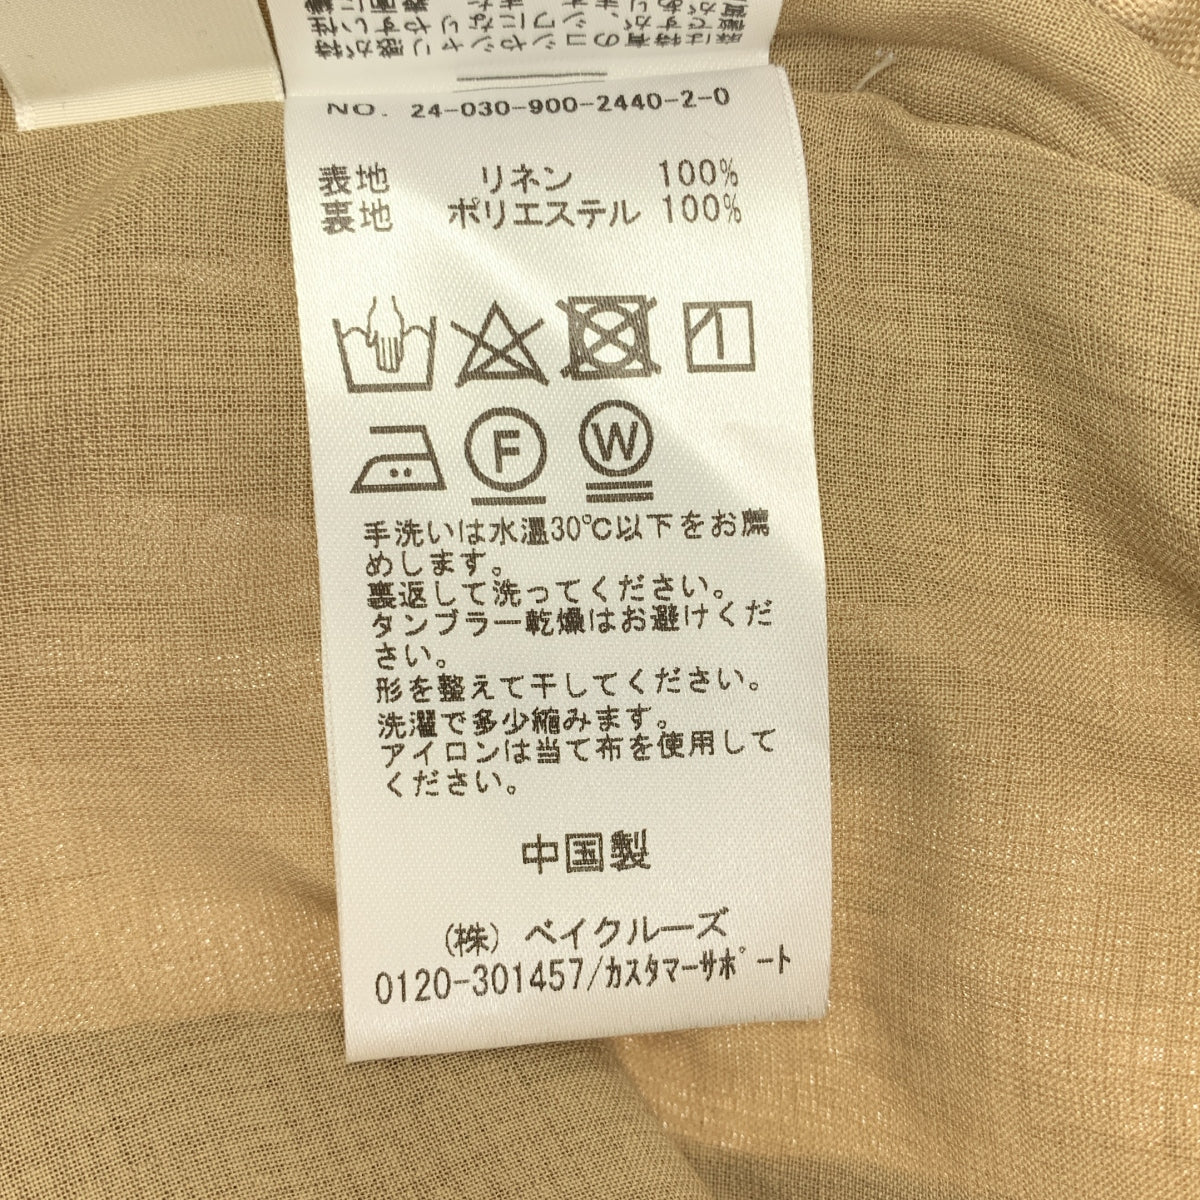 NO. 24-030-900-2440-2-0
表地 リネン 100%
裏地 ポリエステル 100%
F
W
手洗いは水温30℃以下をお薦
めします。
裏返して洗ってください。
タンブラー乾燥はお避けくだ
さい。
形を整えて干してください。
洗濯で多少縮みます。
アイロンは当て布を使用して
ください。
中国製
(株) ベイクルーズ
0120-301457/カスタマーサポート